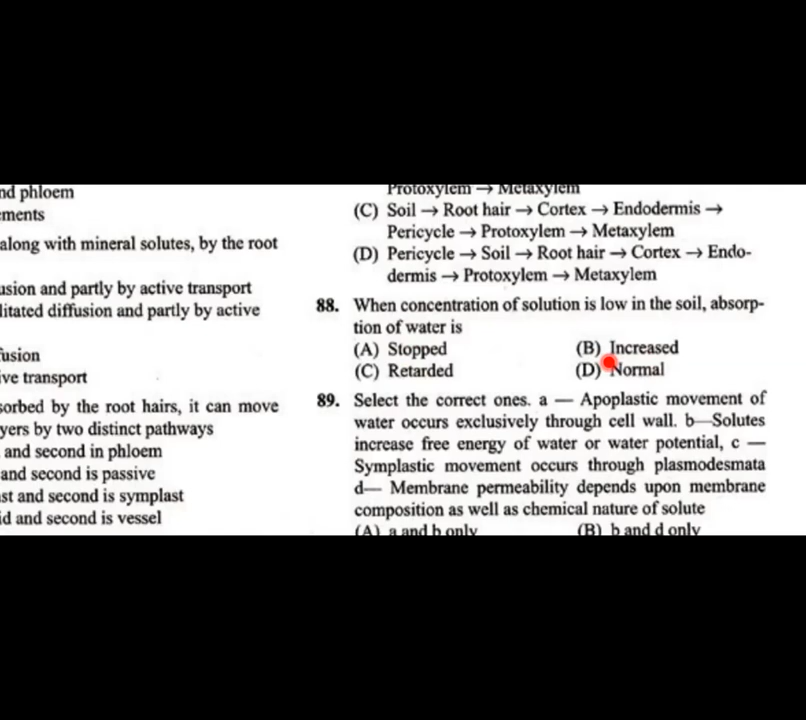 nd phloem
ments
along with mineral solutes, by the root
usion and partly by active transport
litated diffusion and partly by active
fusion
ive transport
sorbed by the root hairs, it can move
yers by two distinct pathways
and second in phloem
and second is passive
st and second is symplast
id and second is vessel
Protoxylem → Metaxylem
(C) Soil → Root hair → Cortex → Endodermis →
Pericycle → Protoxylem → Metaxylem
(D) Pericycle → Soil → Root hair → Cortex → Endo-
dermis → Protoxylem → Metaxylem
88. When concentration of solution is low in the soil, absorp-
tion of water is
(A) Stopped (B) Increased
(C) Retarded (D) Normal
89. Select the correct ones. a — Apoplastic movement of
water occurs exclusively through cell wall. b—Solutes
increase free energy of water or water potential, c —
Symplastic movement occurs through plasmodesmata
d— Membrane permeability depends upon membrane
composition as well as chemical nature of solute
(A) a and b only (B) b and d only